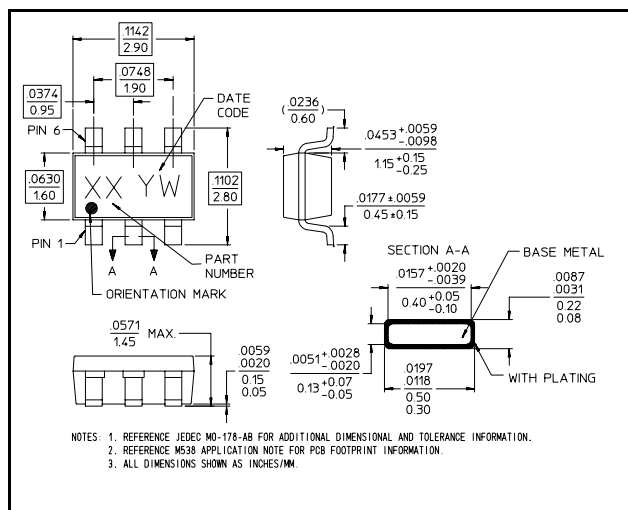 .1142
2.90
.0748
1.90
.0374
0.95
DATE
CODE
PIN 6
.0630
1.60
XX YW
.1102
2.80
PIN 1
PART
NUMBER
A A
ORIENTATION MARK
(.0236
0.60)
.0453 +.0059
-.0098
1.15 +0.15
-0.25
.0177 ±.0059
0.45 ±0.15
SECTION A-A
BASE METAL
.0157 +.0020
-.0039
0.40 +0.05
-0.10
.0087
.0031
0.22
0.08
.0571
1.45 MAX.
.0059
.0020
0.15
0.05
.0051 +.0028
-.0020
0.13 +0.07
-0.05
.0197
.0118
0.50
0.30
WITH PLATING
NOTES: 1. REFERENCE JEDEC MO-178-AB FOR ADDITIONAL DIMENSIONAL AND TOLERANCE INFORMATION.
2. REFERENCE M538 APPLICATION NOTE FOR PCB FOOTPRINT INFORMATION.
3. ALL DIMENSIONS SHOWN AS INCHES/MM.